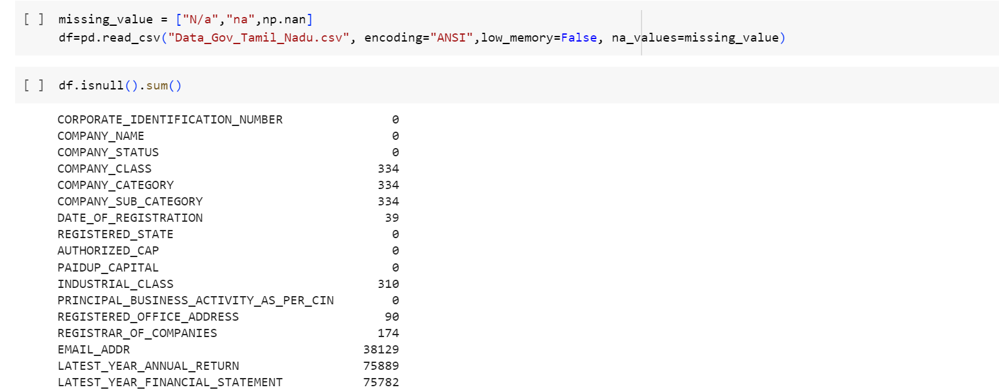 [ ] missing_value = ["N/a","na",np.nan]
df=pd.read_csv("Data_Gov_Tamil_Nadu.csv", encoding="ANSI",low_memory=False, na_values=missing_value)
[ ] df.isnull().sum()
CORPORATE_IDENTIFICATION_NUMBER 0
COMPANY_NAME 0
COMPANY_STATUS 0
COMPANY_CLASS 334
COMPANY_CATEGORY 334
COMPANY_SUB_CATEGORY 334
DATE_OF_REGISTRATION 39
REGISTERED_STATE 0
AUTHORIZED_CAP 0
PAIDUP_CAPITAL 0
INDUSTRIAL_CLASS 310
PRINCIPAL_BUSINESS_ACTIVITY_AS_PER_CIN 0
REGISTERED_OFFICE_ADDRESS 90
REGISTRAR_OF_COMPANIES 174
EMAIL_ADDR 38129
LATEST_YEAR_ANNUAL_RETURN 75889
LATEST_YEAR_FINANCIAL_STATEMENT 75782